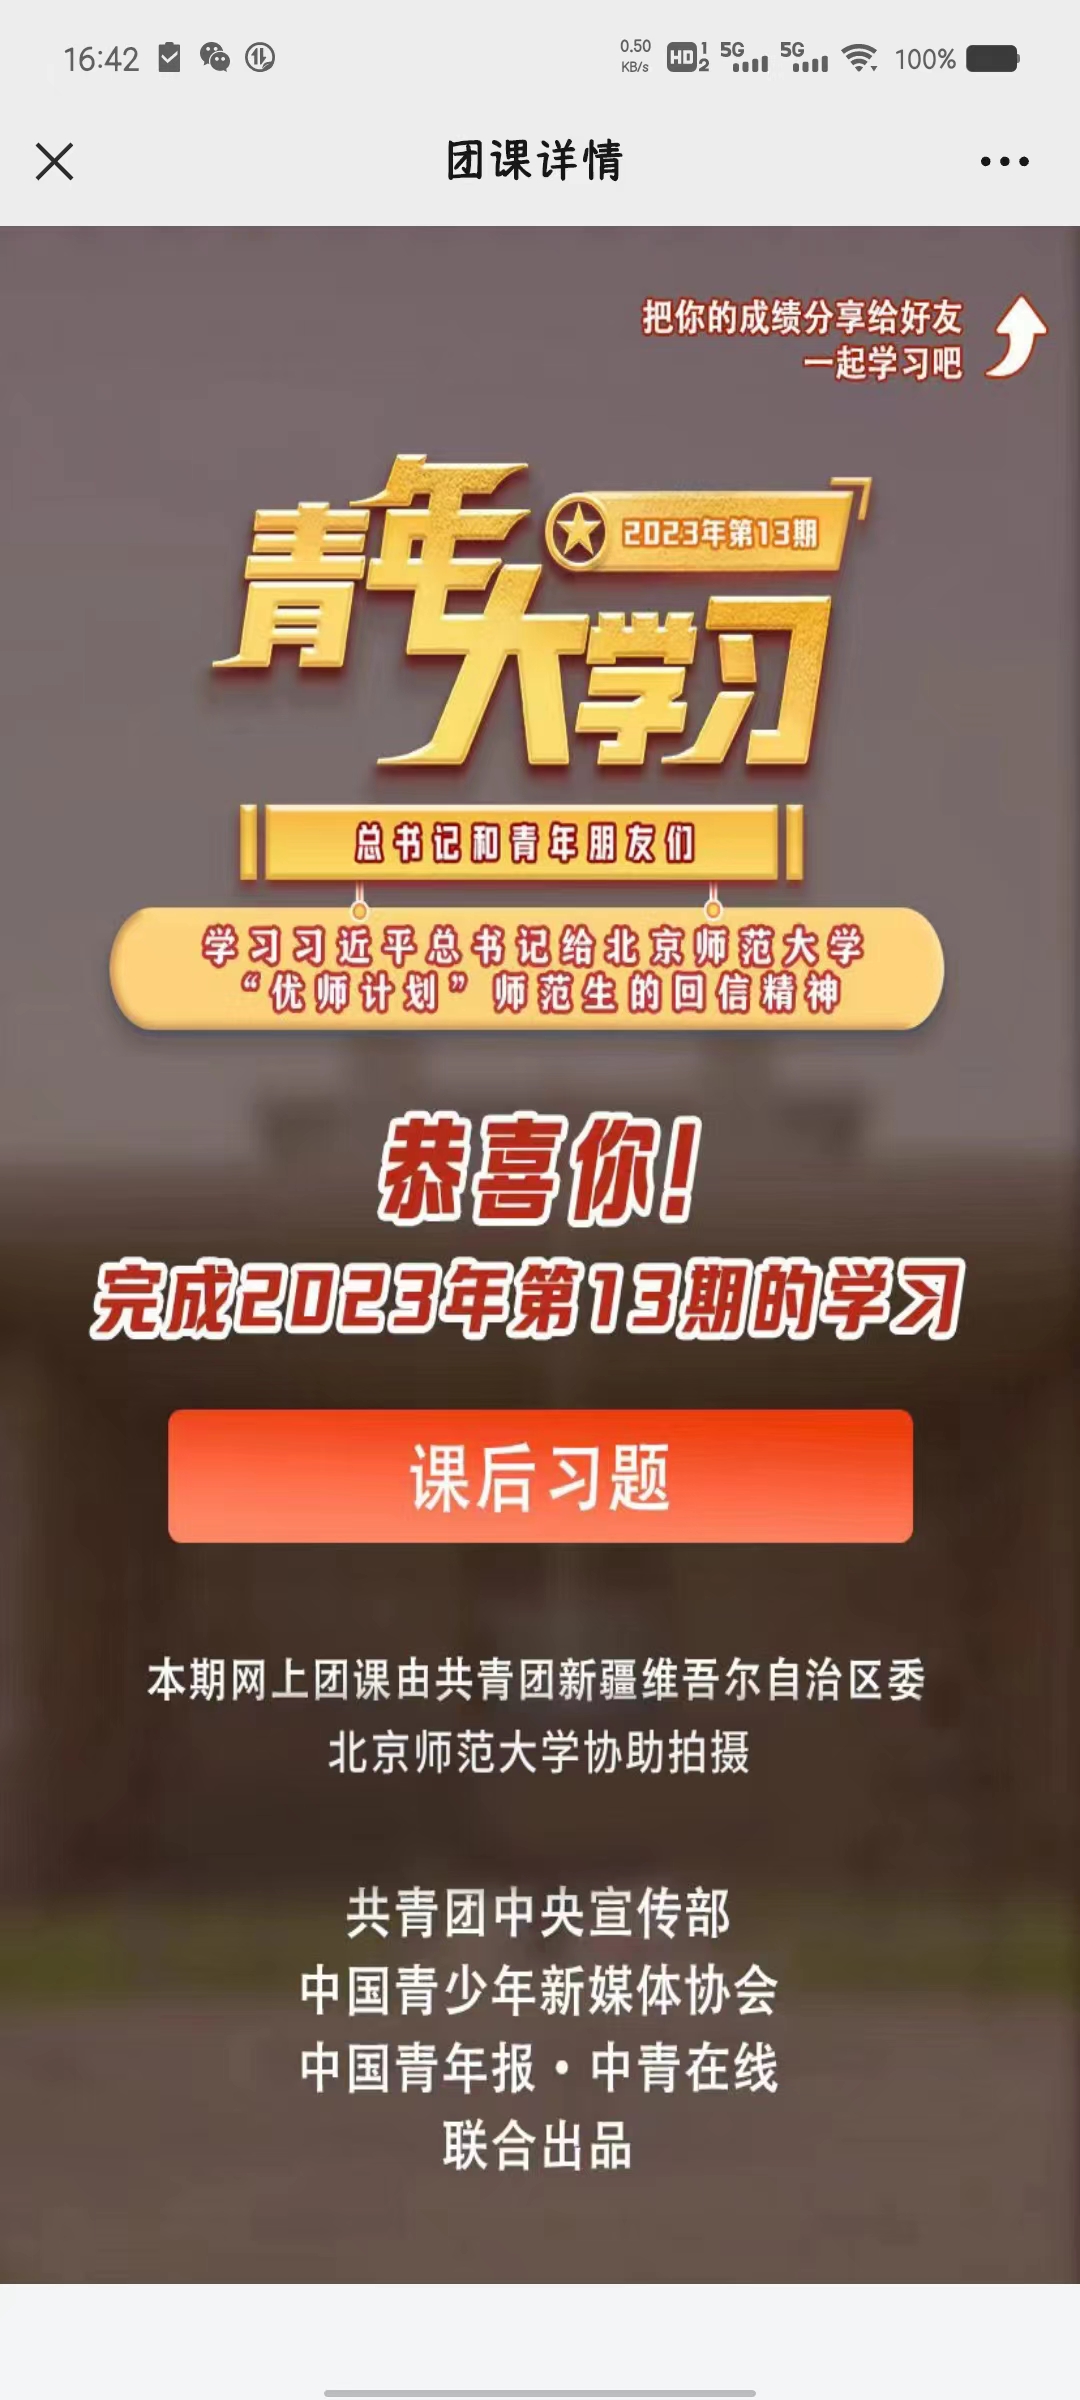 16:42
0.50 KB/s HD 1 2 5G 5G 100%
团课详情
把你的成绩分享给好友
一起学习吧
青年大学习
2023年第13期
总书记和青年朋友们
学习习近平总书记给北京师范大学
“优师计划”师范生的回信精神
恭喜你!
完成2023年第13期的学习
课后习题
本期网上团课由共青团新疆维吾尔自治区委
北京师范大学协助拍摄
共青团中央宣传部
中国青少年新媒体协会
中国青年报·中青在线
联合出品